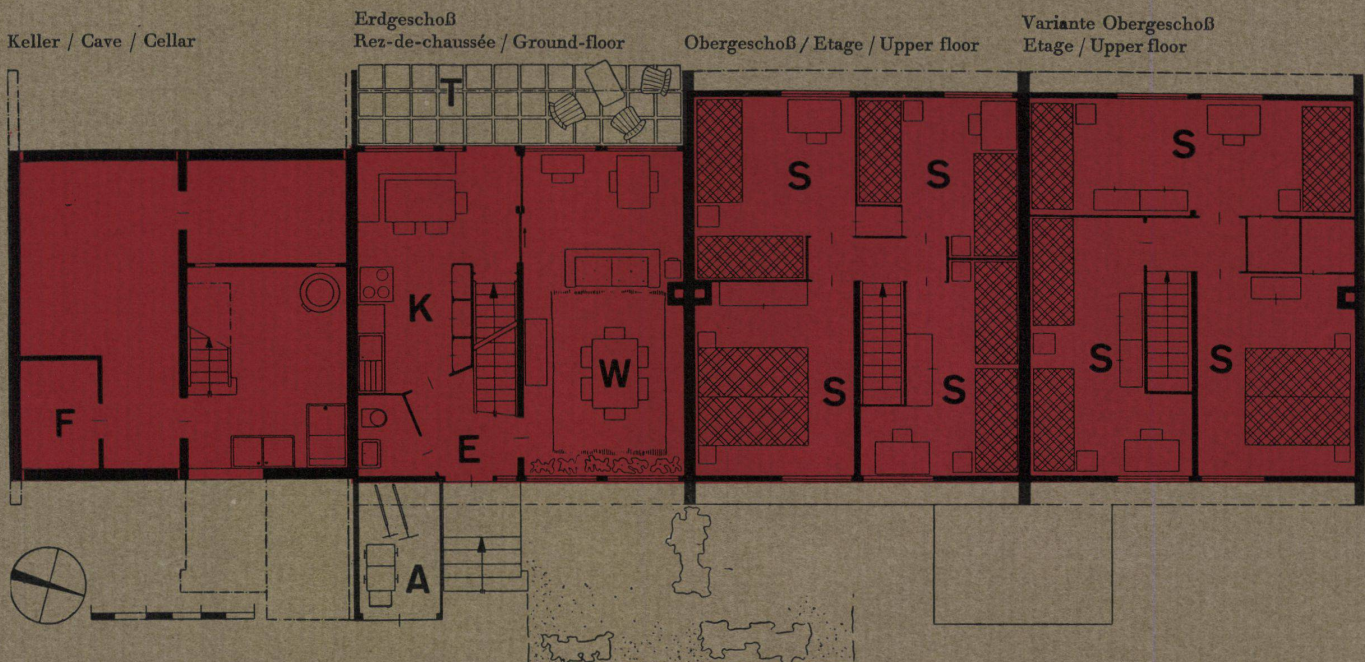 Keller / Cave / Cellar
Erdgeschoß
Rez-de-chaussée / Ground-floor
Obergeschoß / Etage / Upper floor
Variante Obergeschoß
Etage / Upper floor
T
S
S
S
K
W
S
S
S
S
F
E
A